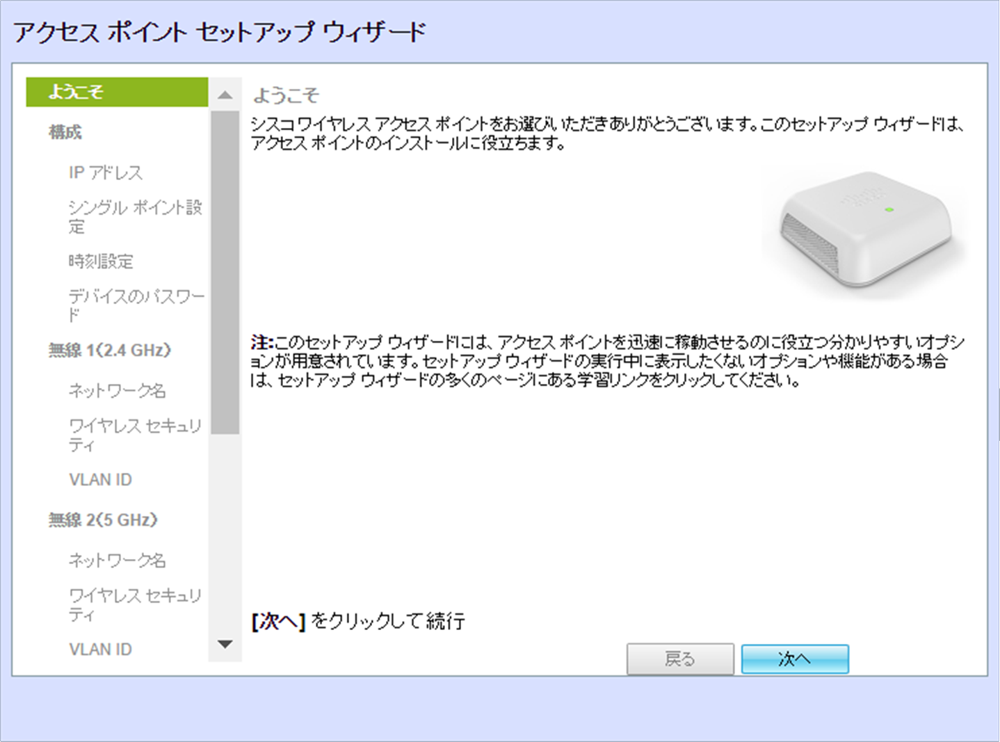 アクセス ポイント セットアップ ウィザード
ようこそ
構成
IP アドレス
シングル ポイント設
定
時刻設定
デバイスのパスワー
ド
無線 1(2.4 GHz)
ネットワーク名
ワイヤレス セキュリ
ティ
VLAN ID
無線 2(5 GHz)
ネットワーク名
ワイヤレス セキュリ
ティ
VLAN ID
ようこそ
シスコワイヤレス アクセス ポイントをお選びいただきありがとうございます。このセットアップ ウィザードは、
アクセス ポイントのインストールに役立ちます。
注:このセットアップ ウィザードには、アクセス ポイントを迅速に稼動させるのに役立つ分かりやすいオプシ
ョンが用意されています。セットアップ ウィザードの実行中に表示したくないオプションや機能がある場合
は、セットアップ ウィザードの多くのページにある学習リンクをクリックしてください。
[次へ] をクリックして続行
戻る
次へ